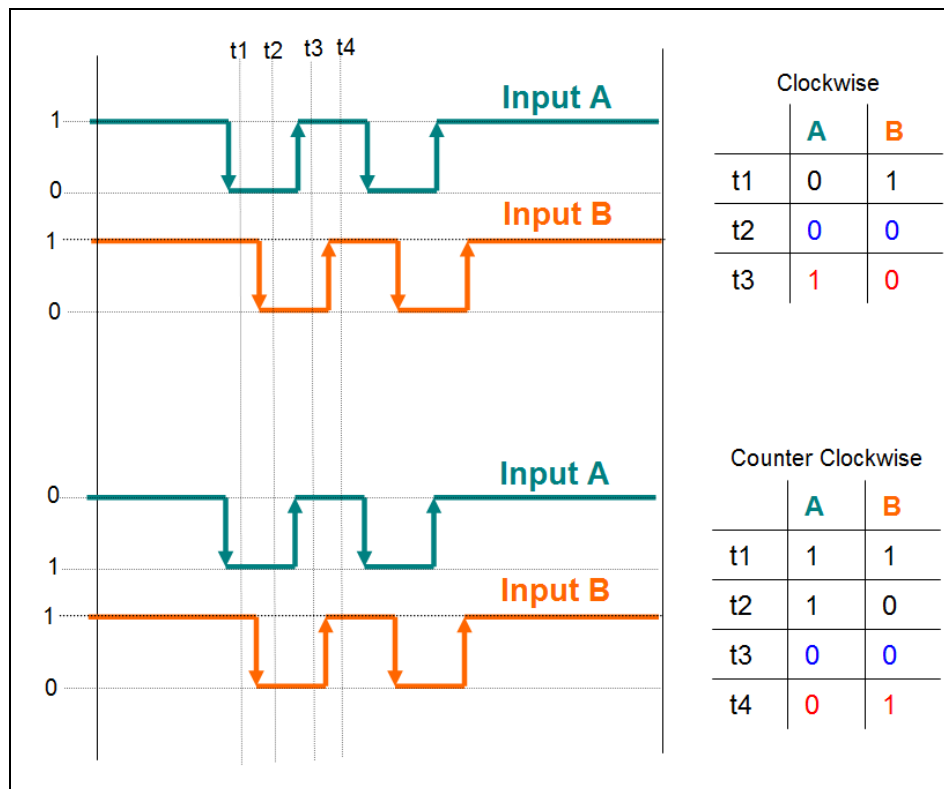 t1 t2 t3 t4
Input A
1
0
Input B
1
0
Clockwise
A B
t1 0 1
t2 0 0
t3 1 0
Input A
0
1
Input B
1
0
Counter Clockwise
A B
t1 1 1
t2 1 0
t3 0 0
t4 0 1